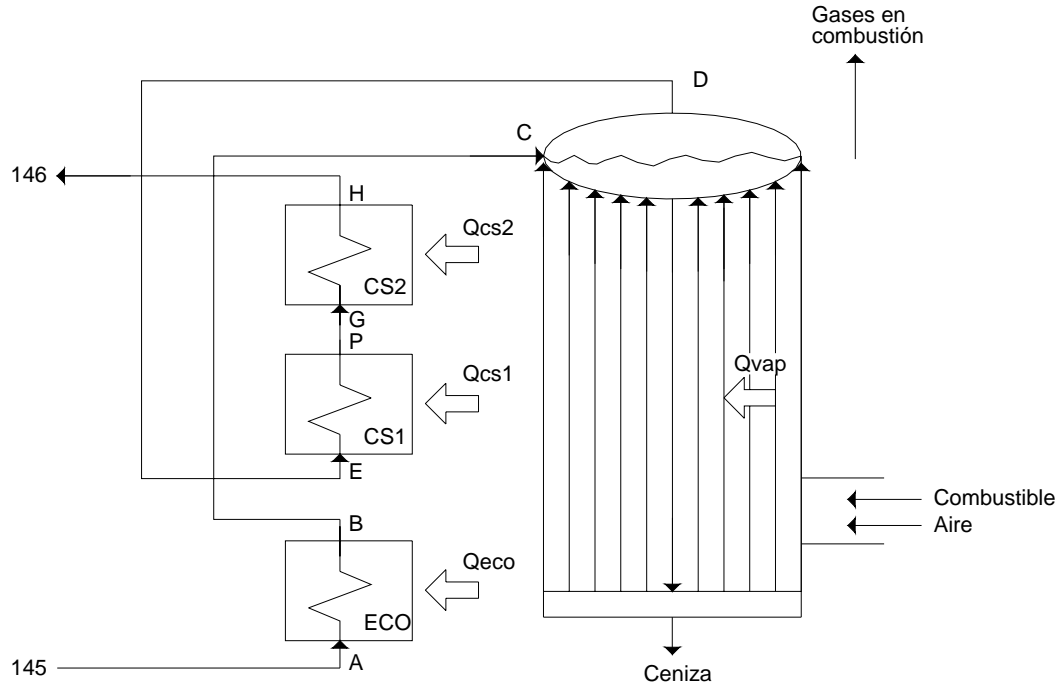 Gases en
combustión
D
C
146
H
Qcs2
CS2
G
P
Qcs1
Qvap
CS1
E
Combustible
B
Aire
Qeco
ECO
145
A
Ceniza